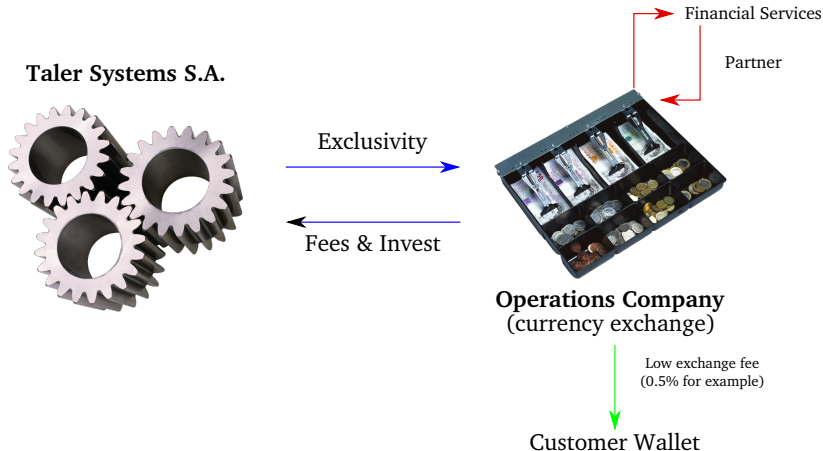 Financial Services
Partner
Taler Systems S.A.
Exclusivity
Fees & Invest
Operations Company
(currency exchange)
Low exchange fee
(0.5% for example)
Customer Wallet